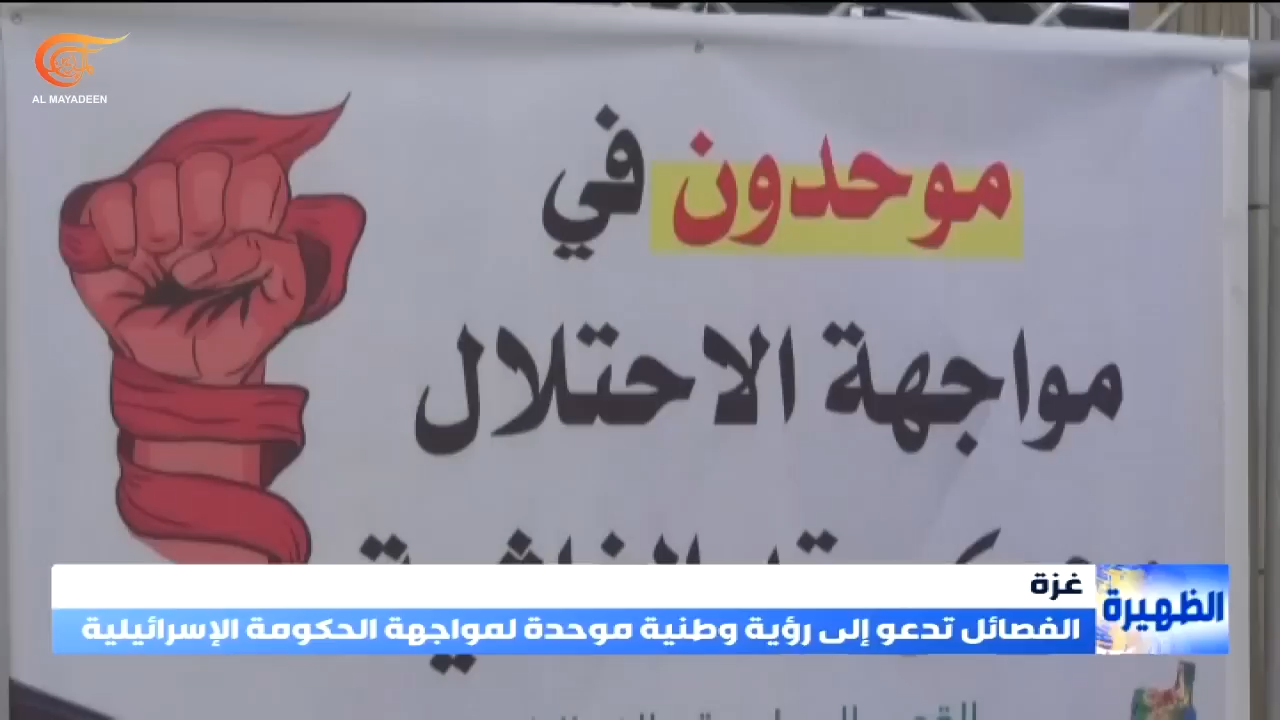 AL MAYADEEN
موحدون في
مواجهة الاحتلال
غزة
الظهيرة
الفصائل تدعو إلى رؤية وطنية موحدة لمواجهة الحكومة الإسرائيلية